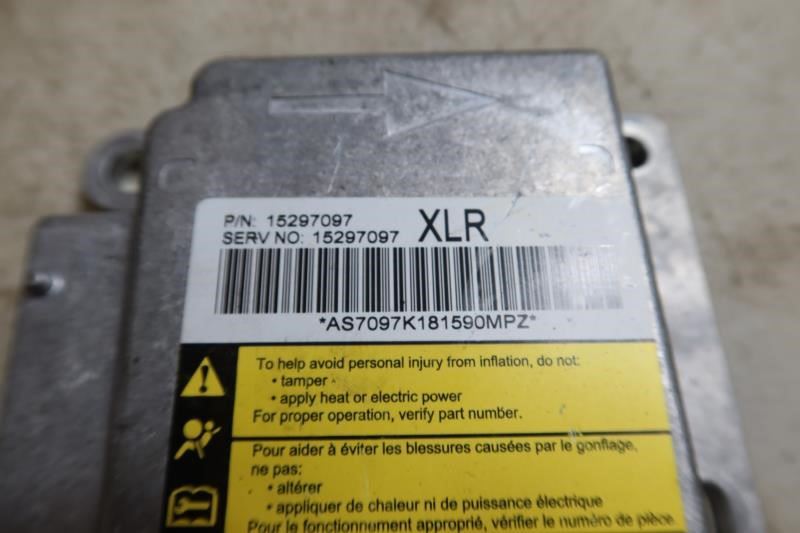 P/N: 15297097 XLR
SERV NO: 15297097
*AS7097K181590MPZ*
To help avoid personal injury from inflation, do not:
• tamper
• apply heat or electric power
For proper operation, verify part number.
Pour aider à éviter les blessures causées par le gonflage,
ne pas:
• altérer
• appliquer de chaleur ni de puissance électrique
Pour le fonctionnement approprié, vérifier le numéro de pièce.